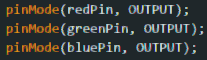 pinMode(redPin, OUTPUT);
pinMode(greenPin, OUTPUT);
pinMode(bluePin, OUTPUT);